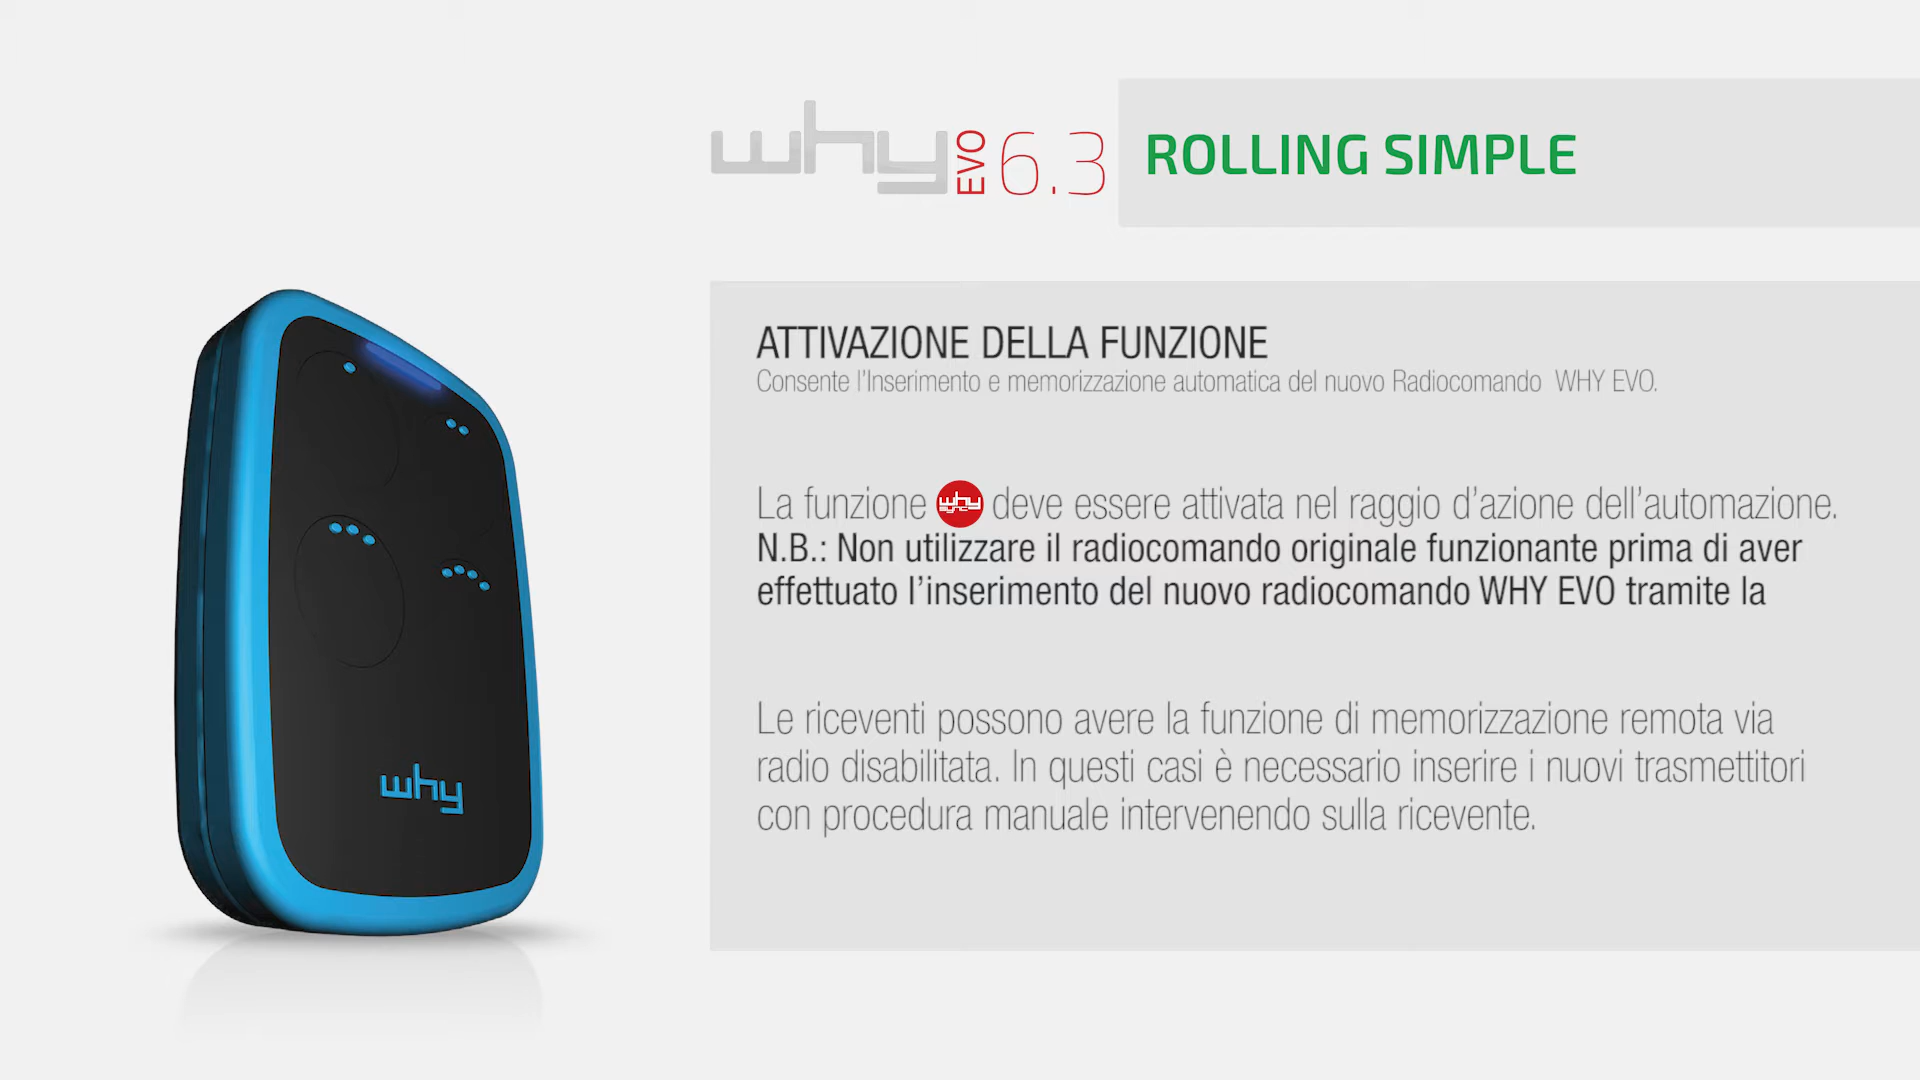 why EVO 6.3 ROLLING SIMPLE
ATTIVAZIONE DELLA FUNZIONE
Consente l'Inserimento e memorizzazione automatica del nuovo Radiocomando WHY EVO.
La funzione why sync deve essere attivata nel raggio d'azione dell'automazione.
N.B.: Non utilizzare il radiocomando originale funzionante prima di aver
effettuato l'inserimento del nuovo radiocomando WHY EVO tramite la
Le riceventi possono avere la funzione di memorizzazione remota via
radio disabilitata. In questi casi è necessario inserire i nuovi trasmettitori
con procedura manuale intervenendo sulla ricevente.
why